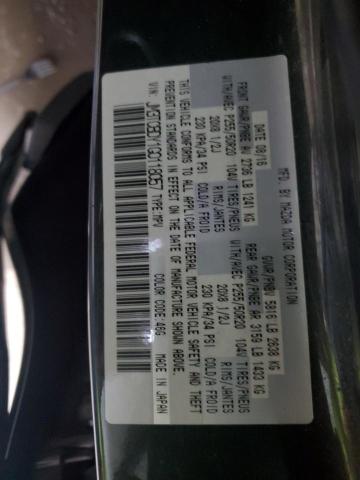 MFD. BY MAZDA MOTOR CORPORATION
DATE 08/16 GVWR/PNBV 5816 LB 2638 KG
FRONT GAWR/PNBE AV 2706 LB 1241 KG REAR GAWR/PNBE AR 3159 LB 1433 KG
WITH/AVEC P255/50R20 104V TIRES/PNEUS WITH/AVEC P255/50R20 104V TIRES/PNEUS
20X8 1/2J RIMS/JANTES 20X8 1/2J RIMS/JANTES
230 KPA/34 PSI COLD/A FROID 230 KPA/34 PSI COLD/A FROID
THIS VEHICLE CONFORMS TO ALL APPLICABLE FEDERAL MOTOR VEHICLE SAFETY AND THEFT
PREVENTION STANDARDS IN EFFECT ON THE DATE OF MANUFACTURE SHOWN ABOVE.
VIN: TYPE:MPV COLOR CODE:46G MADE IN JAPAN